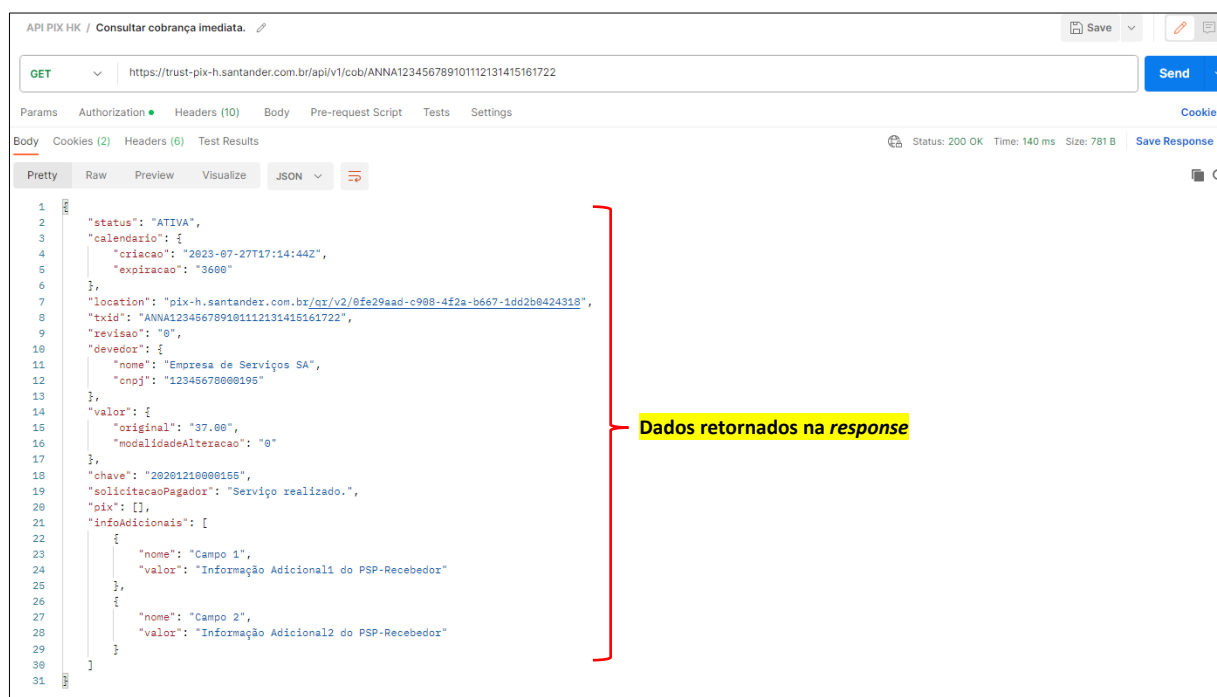 API PIX HK / Consultar cobrança imediata.
Save
GET https://trust-pix-h.santander.com.br/api/v1/cob/ANNA123456789101112131415161722
Send
Params Authorization Headers (10) Body Pre-request Script Tests Settings
Cookie
Body Cookies (2) Headers (6) Test Results
Status: 200 OK Time: 140 ms Size: 781 B Save Response
Pretty Raw Preview Visualize JSON
1 {
2 "status": "ATIVA",
3 "calendario": {
4 "criacao": "2023-07-27T17:14:44Z",
5 "expiracao": "3600"
6 },
7 "location": "pix-h.santander.com.br/qr/v2/0fe29aad-c908-4f2a-b667-1dd2b0424318",
8 "txid": "ANNA123456789101112131415161722",
9 "revisao": "0",
10 "devedor": {
11 "nome": "Empresa de Serviços SA",
12 "cnpj": "12345678000195"
13 },
14 "valor": {
15 "original": "37.00",
16 "modalidadeAlteracao": "0"
17 },
18 "chave": "20201210000155",
19 "solicitacaoPagador": "Serviço realizado.",
20 "pix": [],
21 "infoAdicionais": [
22 {
23 "nome": "Campo 1",
24 "valor": "Informação Adicional1 do PSP-Recebedor"
25 },
26 {
27 "nome": "Campo 2",
28 "valor": "Informação Adicional2 do PSP-Recebedor"
29 }
30 ]
31 }
Dados retornados na response